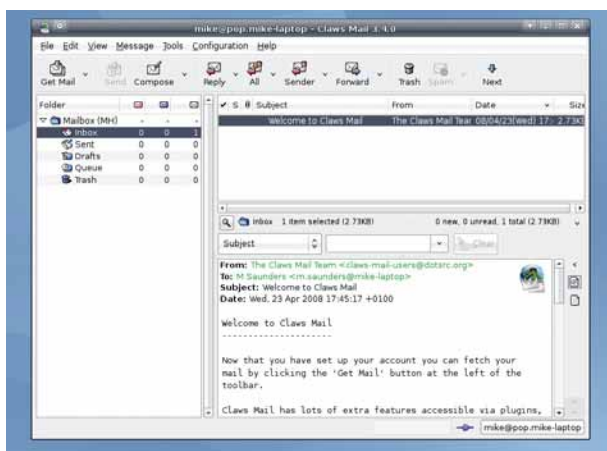 mike@pop.mike-laptop - Claws Mail 3.4.0
File Edit View Message Tools Configuration Help
Get Mail Send Compose Reply All Sender Forward Trash Spam Next
Folder
Mailbox (MH) - - -
Inbox 0 0 1
Sent 0 0 0
Drafts 0 0 0
Queue 0 0 0
Trash 0 0 0
S Subject From Date Size
Welcome to Claws Mail The Claws Mail Tear 08/04/23(Wed) 17: 2.73KB
Inbox 1 item selected (2.73KB) 0 new, 0 unread, 1 total (2.73KB)
Subject Clear
From: The Claws Mail Team <claws-mail-users@dotsrc.org>
To: M Saunders <m.saunders@mike-laptop>
Subject: Welcome to Claws Mail
Date: Wed, 23 Apr 2008 17:45:17 +0100
Welcome to Claws Mail
---------------------
Now that you have set up your account you can fetch your
mail by clicking the 'Get Mail' button at the left of the
toolbar.
Claws Mail has lots of extra features accessible via plugins,
mike@pop.mike-laptop